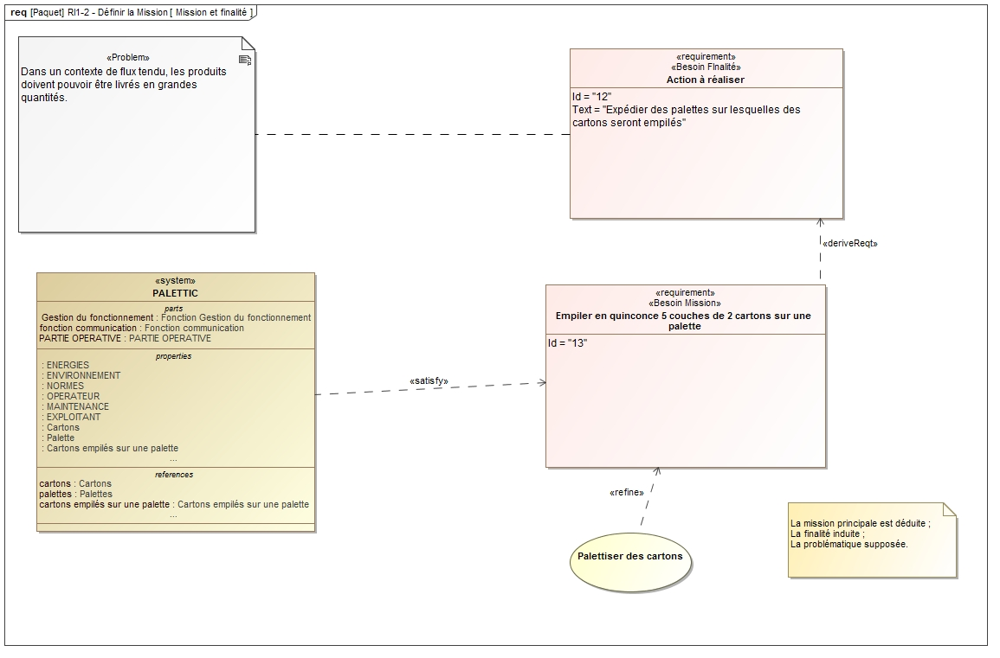 req [Paquet] RI1-2 - Définir la Mission [ Mission et finalité ]
«Problem»
Dans un contexte de flux tendu, les produits
doivent pouvoir être livrés en grandes
quantités.
«requirement»
«Besoin FInalité»
Action à réaliser
Id = "12"
Text = "Expédier des palettes sur lesquelles des
cartons seront empilés"
«deriveReqt»
«system»
PALETTIC
parts
Gestion du fonctionnement : Fonction Gestion du fonctionnement
fonction communication : Fonction communication
PARTIE OPERATIVE : PARTIE OPERATIVE
properties
: ENERGIES
: ENVIRONNEMENT
: NORMES
: OPERATEUR
: MAINTENANCE
: EXPLOITANT
: Cartons
: Palette
: Cartons empilés sur une palette
...
references
cartons : Cartons
palettes : Palettes
cartons empilés sur une palette : Cartons empilés sur une palette
...
«satisfy»
«requirement»
«Besoin Mission»
Empiler en quinconce 5 couches de 2 cartons sur une
palette
Id = "13"
«refine»
Palettiser des cartons
La mission principale est déduite ;
La finalité induite ;
La problématique supposée.